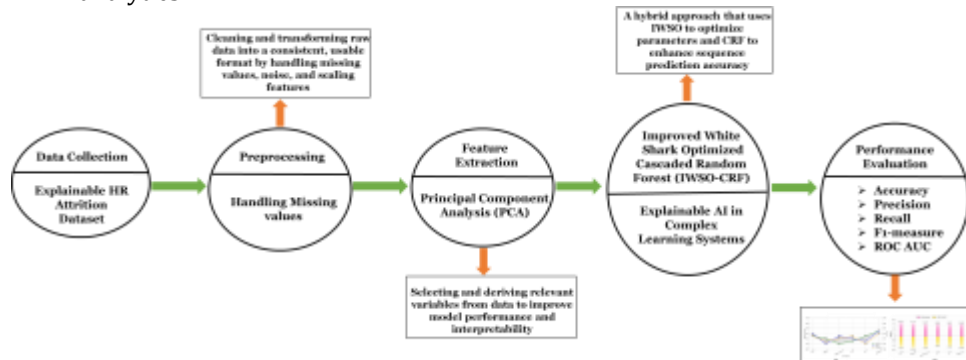 Cleaning and transforming raw
data into a consistent, usable
format by handling missing
values, noise, and scaling
features
A hybrid approach that uses
IWSO to optimize
parameters and CRF to
enhance sequence
prediction accuracy
Data Collection
Explainable HR
Attrition
Dataset
Preprocessing
Handling Missing
values
Feature
Extraction
Principal Component
Analysis (PCA)
Improved White
Shark Optimized
Cascaded Random
Forest (IWSO-CRF)
Explainable AI in
Complex
Learning Systems
Performance
Evaluation
➢ Accuracy
➢ Precision
➢ Recall
➢ F1-measure
➢ ROC AUC
Selecting and deriving relevant
variables from data to improve
model performance and
interpretability